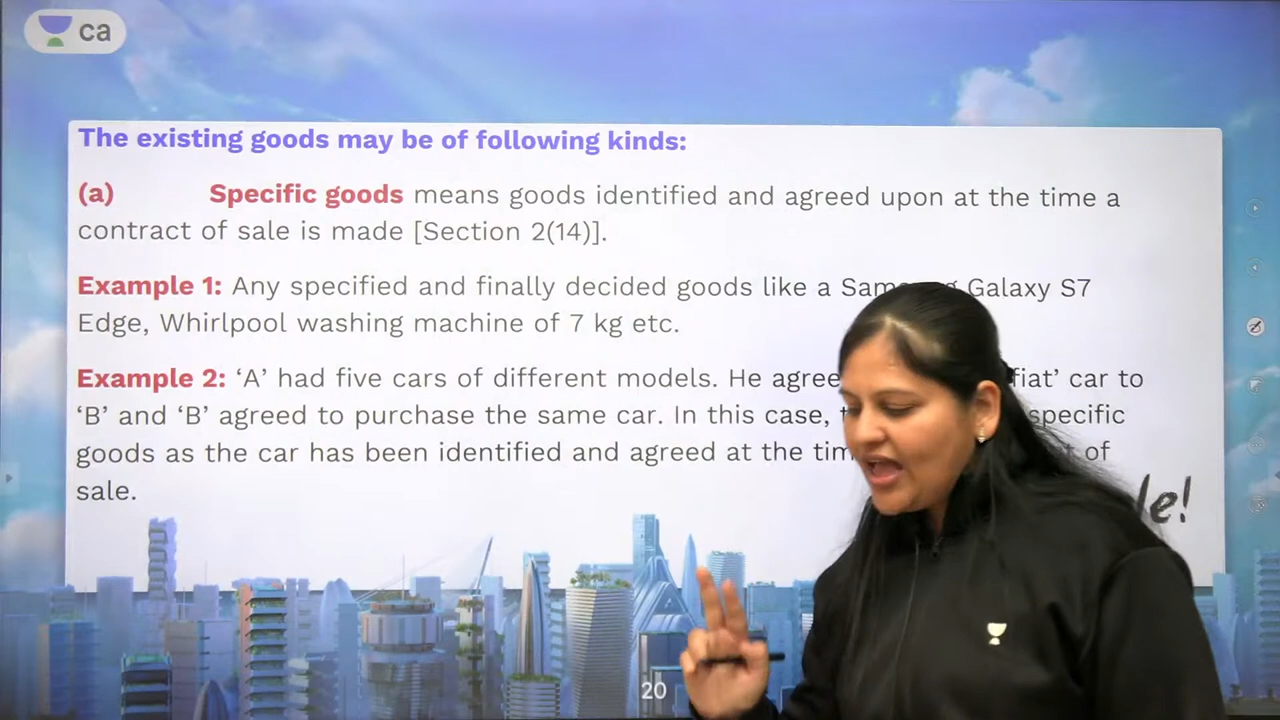 ca
The existing goods may be of following kinds:
(a) Specific goods means goods identified and agreed upon at the time a
contract of sale is made [Section 2(14)].
Example 1: Any specified and finally decided goods like a Galaxy S7
Edge, Whirlpool washing machine of 7 kg etc.
Example 2: ‘A’ had five cars of different models. He fiat’ car to
‘B’ and ‘B’ agreed to purchase the same car. In this case, specific
goods as the car has been identified and agreed at the of
sale.
20